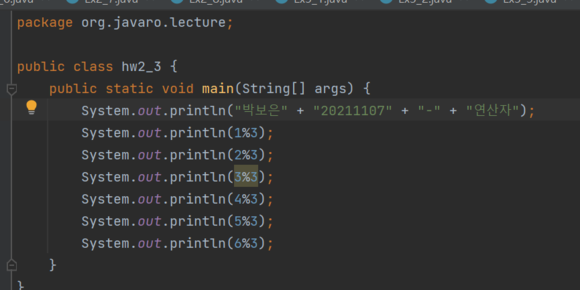 package org.javaro.lecture;
public class hw2_3 {
public static void main(String[] args) {
System.out.println("박보은" + "20211107" + "-" + "연산자");
System.out.println(1%3);
System.out.println(2%3);
System.out.println(3%3);
System.out.println(4%3);
System.out.println(5%3);
System.out.println(6%3);
}
}